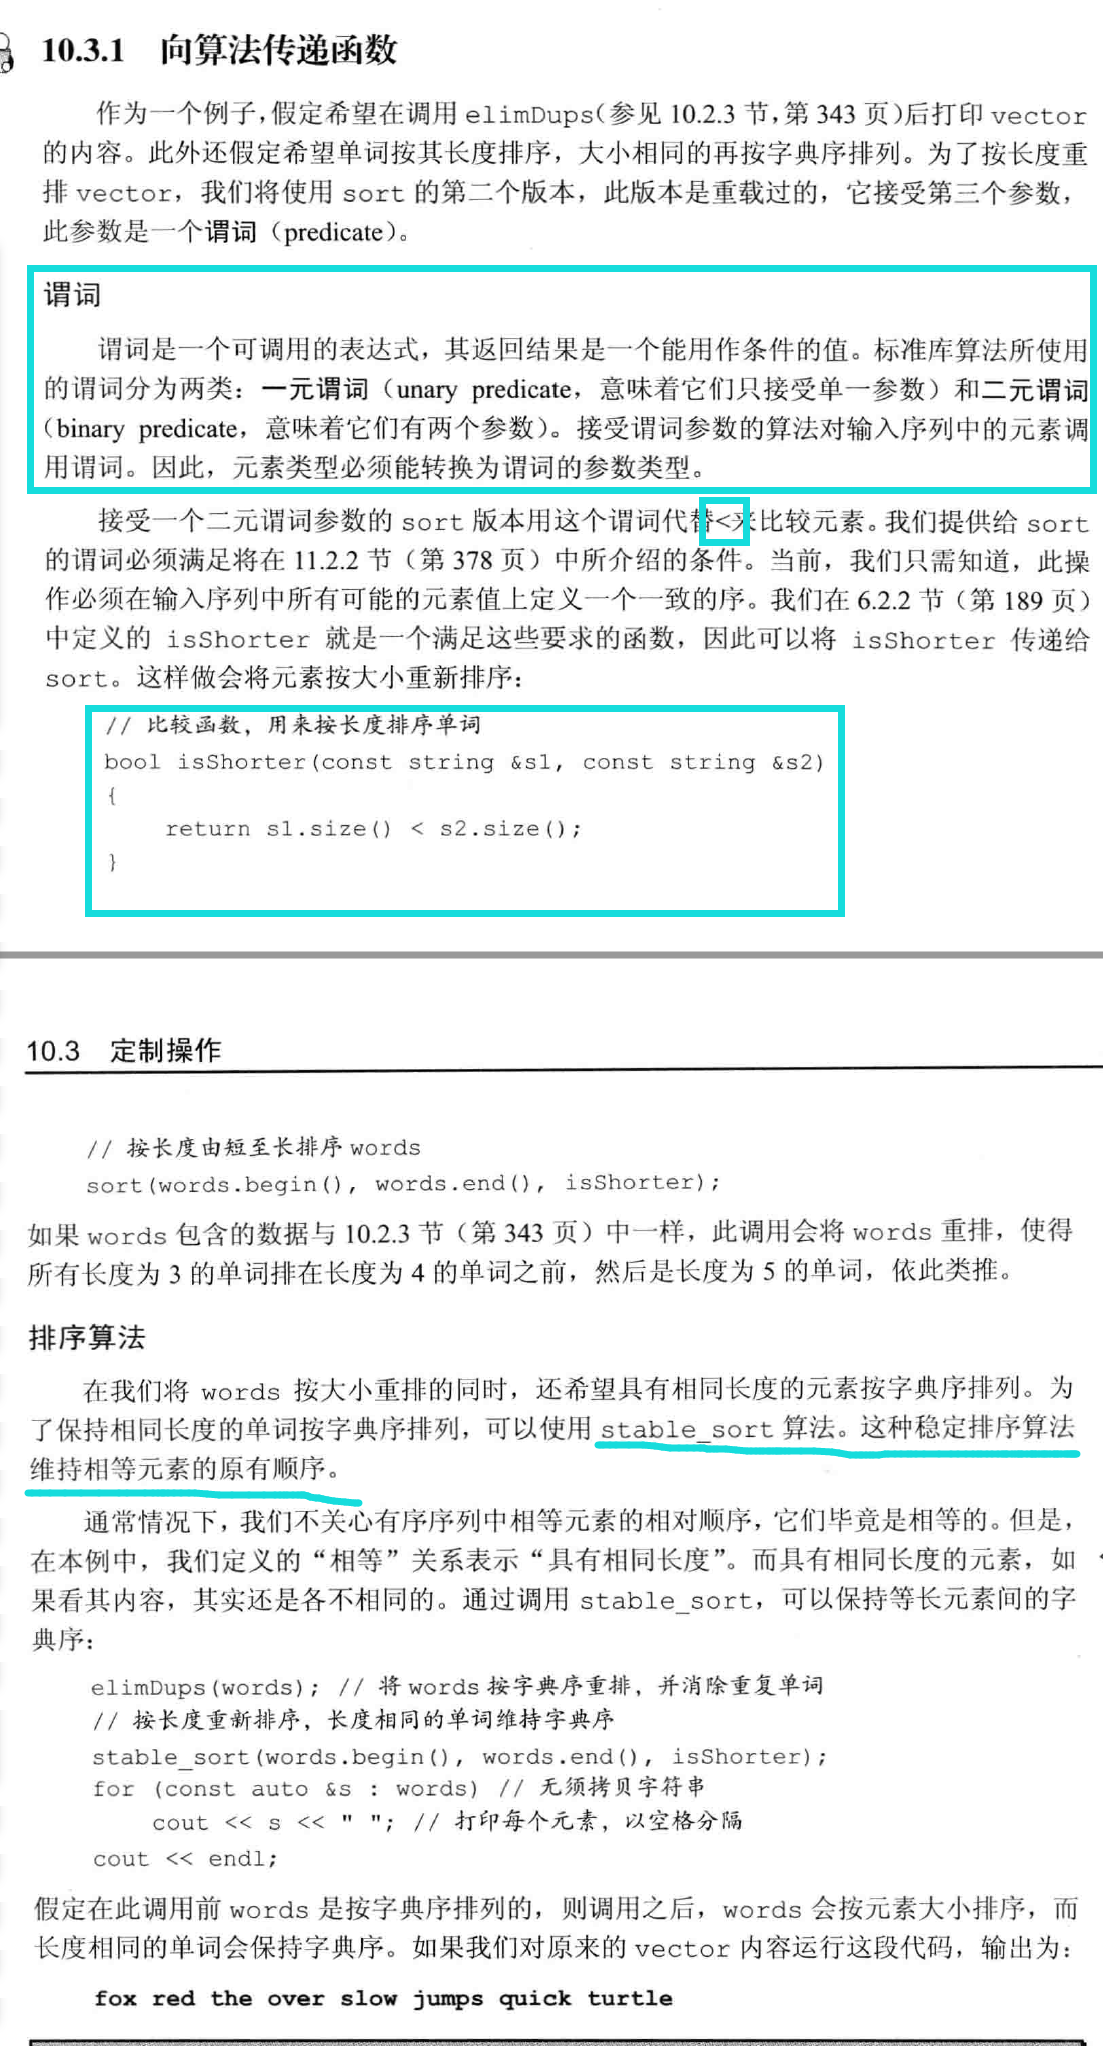 10.3.1 向算法传递函数
作为一个例子，假定希望在调用 elimDups(参见 10.2.3 节，第 343 页)后打印 vector
的内容。此外还假定希望单词按其长度排序，大小相同的再按字典序排列。为了按长度重
排 vector，我们将使用 sort 的第二个版本，此版本是重载过的，它接受第三个参数，
此参数是一个谓词（predicate）。
谓词
谓词是一个可调用的表达式，其返回结果是一个能用作条件的值。标准库算法所使用
的谓词分为两类：一元谓词（unary predicate，意味着它们只接受单一参数）和二元谓词
（binary predicate，意味着它们有两个参数）。接受谓词参数的算法对输入序列中的元素调
用谓词。因此，元素类型必须能转换为谓词的参数类型。
接受一个二元谓词参数的 sort 版本用这个谓词代替<来比较元素。我们提供给 sort
的谓词必须满足将在 11.2.2 节（第 378 页）中所介绍的条件。当前，我们只需知道，此操
作必须在输入序列中所有可能的元素值上定义一个一致的序。我们在 6.2.2 节（第 189 页）
中定义的 isShorter 就是一个满足这些要求的函数，因此可以将 isShorter 传递给
sort。这样做会将元素按大小重新排序：
// 比较函数，用来按长度排序单词
bool isShorter(const string &s1, const string &s2)
{
return s1.size() < s2.size();
}
10.3 定制操作
// 按长度由短至长排序 words
sort(words.begin(), words.end(), isShorter);
如果 words 包含的数据与 10.2.3 节（第 343 页）中一样，此调用会将 words 重排，使得
所有长度为 3 的单词排在长度为 4 的单词之前，然后是长度为 5 的单词，依此类推。
排序算法
在我们将 words 按大小重排的同时，还希望具有相同长度的元素按字典序排列。为
了保持相同长度的单词按字典序排列，可以使用 stable_sort 算法。这种稳定排序算法
维持相等元素的原有顺序。
通常情况下，我们不关心有序序列中相等元素的相对顺序，它们毕竟是相等的。但是，
在本例中，我们定义的“相等”关系表示“具有相同长度”。而具有相同长度的元素，如
果看其内容，其实还是各不相同的。通过调用 stable_sort，可以保持等长元素间的字
典序：
elimDups(words); // 将 words 按字典序重排，并消除重复单词
// 按长度重新排序，长度相同的单词维持字典序
stable_sort(words.begin(), words.end(), isShorter);
for (const auto &s : words) // 无须拷贝字符串
cout << s << " "; // 打印每个元素，以空格分隔
cout << endl;
假定在此调用前 words 是按字典序排列的，则调用之后，words 会按元素大小排序，而
长度相同的单词会保持字典序。如果我们对原来的 vector 内容运行这段代码，输出为：
fox red the over slow jumps quick turtle